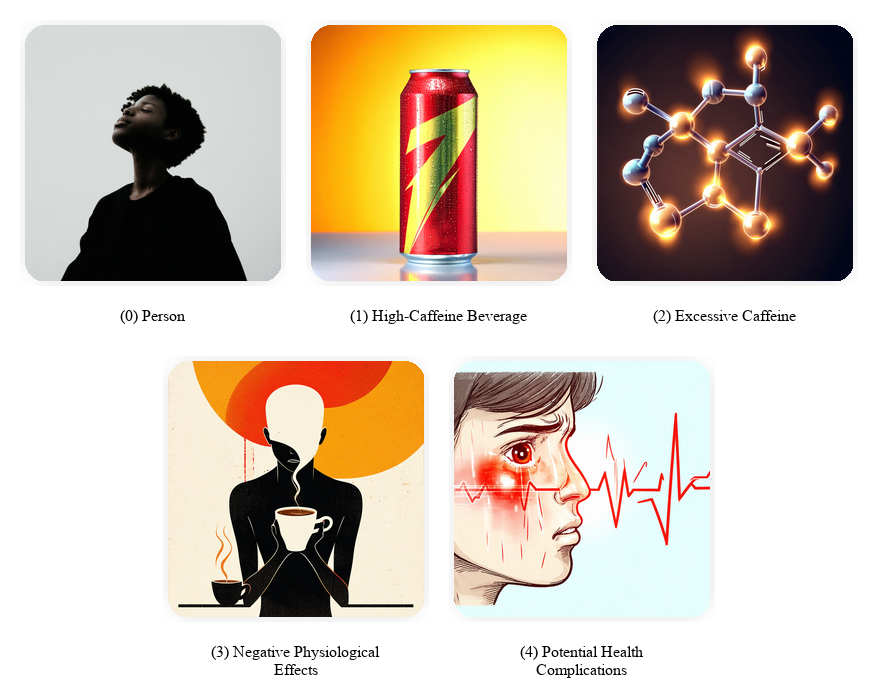 (0) Person
(1) High-Caffeine Beverage
(2) Excessive Caffeine
(3) Negative Physiological
Effects
(4) Potential Health
Complications